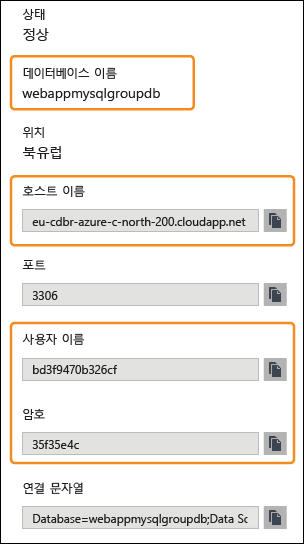 상태
정상
데이터베이스 이름
webappmysqlgroupdb
위치
북유럽
호스트 이름
eu-cdbr-azure-c-north-200.cloudapp.net
포트
3306
사용자 이름
bd3f9470b326cf
암호
35f35e4c
연결 문자열
Database=webappmysqlgroupdb;Data Sc